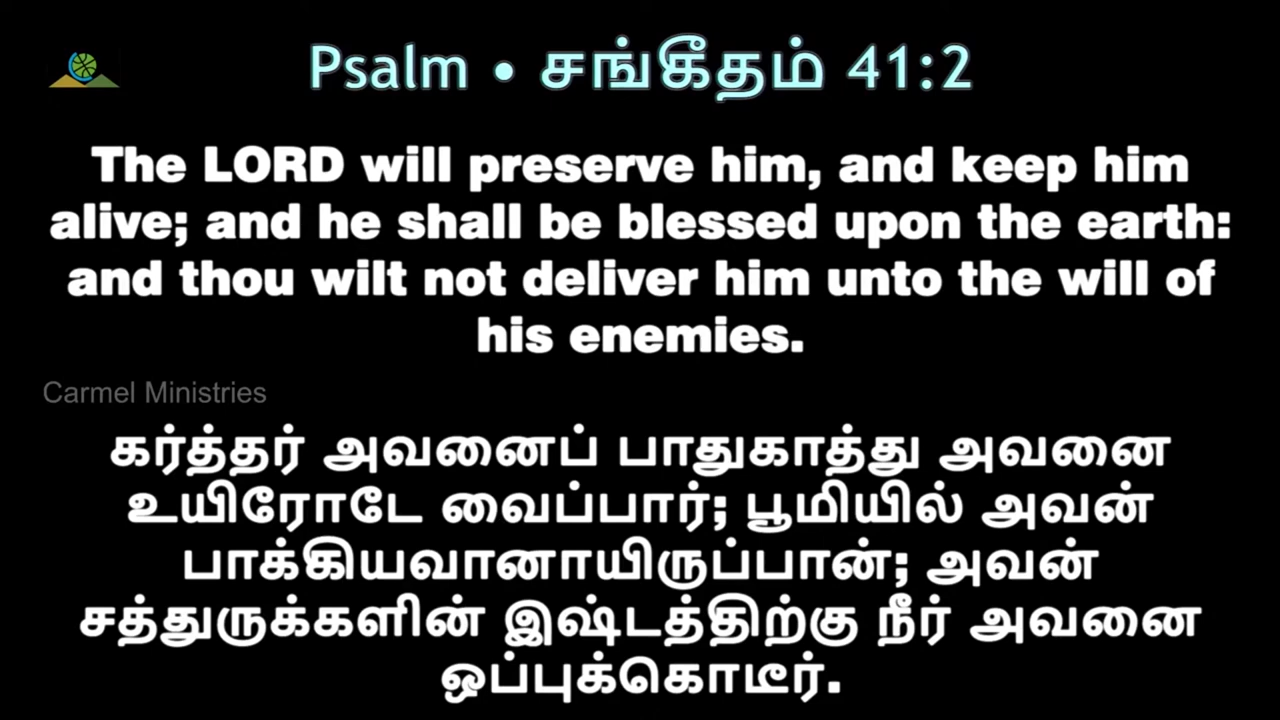 Psalm • சங்கீதம் 41:2
The LORD will preserve him, and keep him
alive; and he shall be blessed upon the earth:
and thou wilt not deliver him unto the will of
his enemies.
Carmel Ministries
கர்த்தர் அவனைப் பாதுகாத்து அவனை
உயிரோடே வைப்பார்; பூமியில் அவன்
பாக்கியவானாயிருப்பான்; அவன்
சத்துருக்களின் இஷ்டத்திற்கு நீர் அவனை
ஒப்புக்கொடீர்.